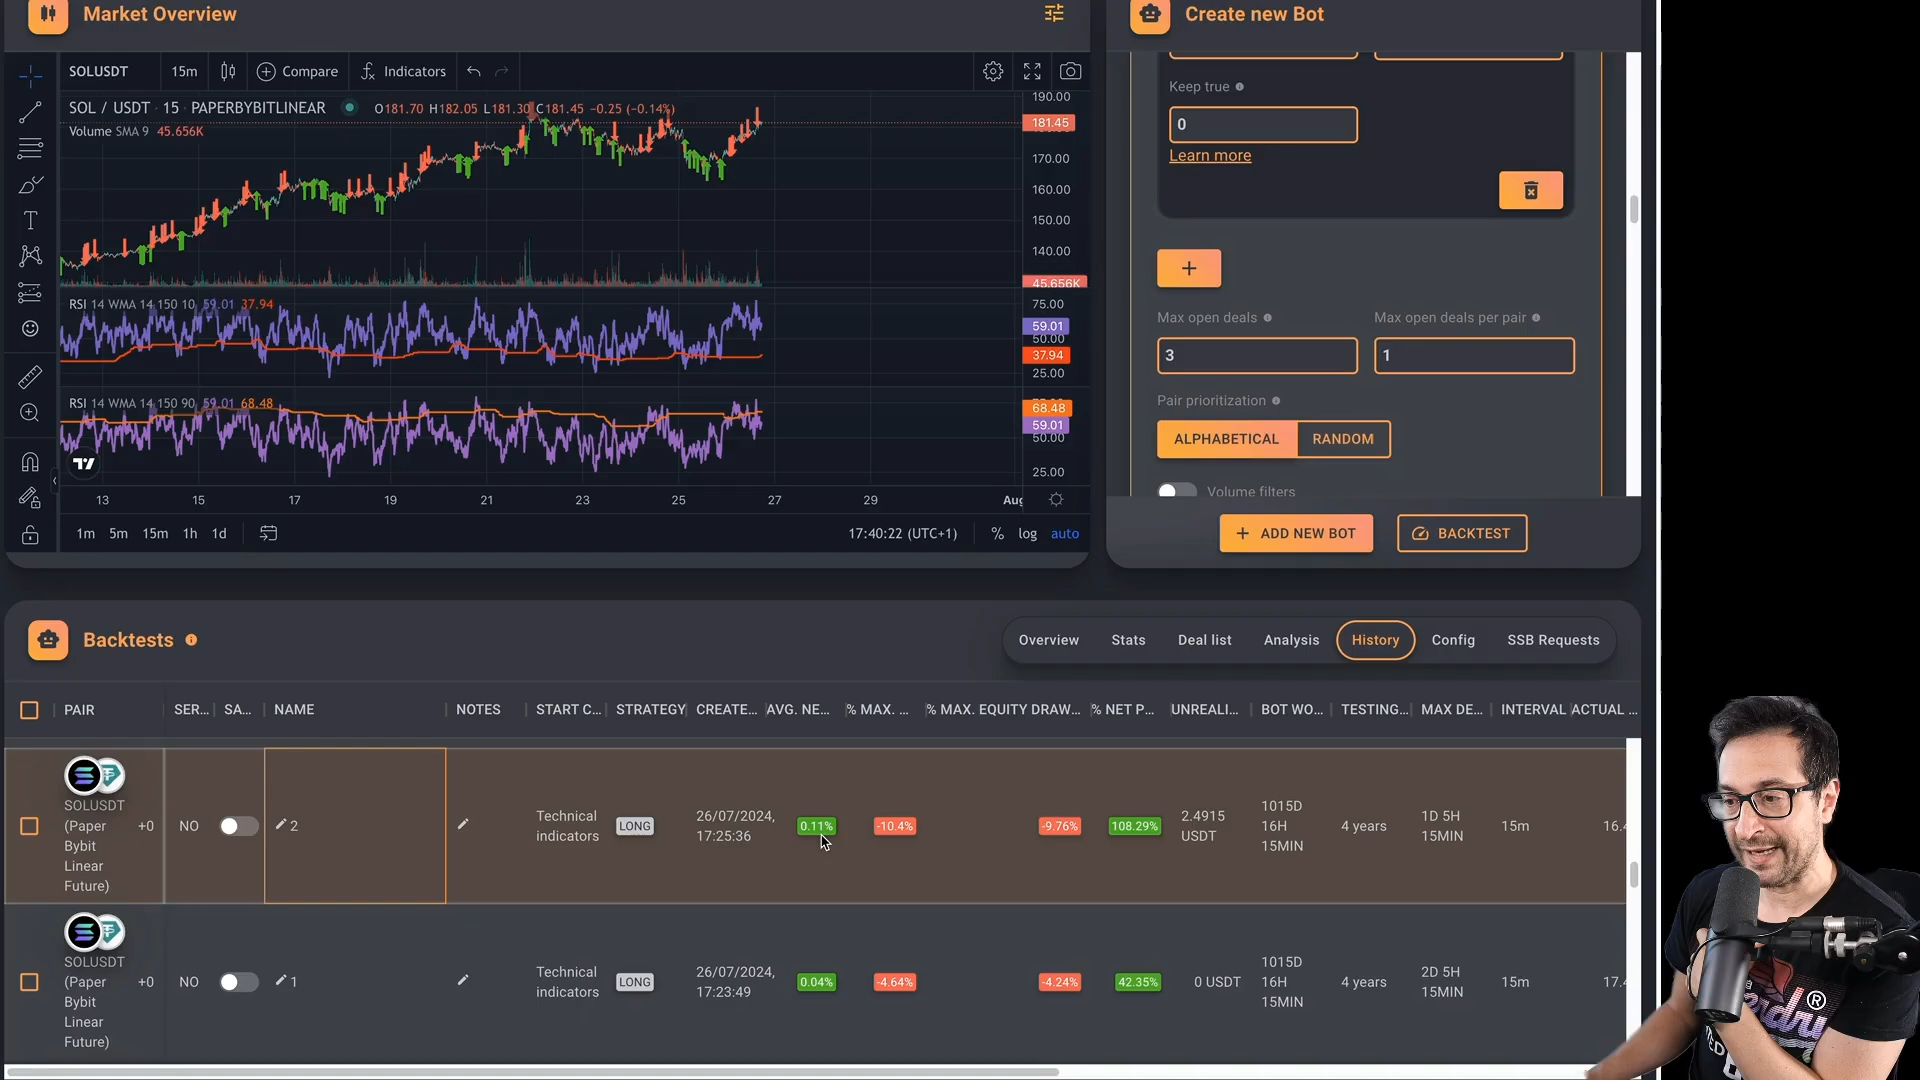 Market Overview
SOLUSDT
15m
Compare
Indicators
SOL / USDT · 15 · PAPERBYBITLINEAR
O181.70 H182.05 L181.30 C181.45 −0.25 (−0.14%)
Volume SMA 9 45.656K
190.00
181.45
170.00
160.00
150.00
140.00
45.656K
RSI 14 WMA 14 150 10 59.01 37.94
75.00
59.01
50.00
37.94
25.00
RSI 14 WMA 14 150 90 59.01 68.48
68.48
59.01
50.00
25.00
13 15 17 19 21 23 25 27 29 Aug
1m 5m 15m 1h 1d
17:40:22 (UTC+1)
% log auto
Create new Bot
Keep true
0
Learn more
+
Max open deals
Max open deals per pair
3
1
Pair prioritization
ALPHABETICAL
RANDOM
Volume filters
+ ADD NEW BOT
BACKTEST
Backtests
Overview
Stats
Deal list
Analysis
History
Config
SSB Requests
PAIR
SER...
SA...
NAME
NOTES
START C...
STRATEGY
CREATE...
AVG. NE...
% MAX. ...
% MAX. EQUITY DRAW...
% NET P...
UNREALI...
BOT WO...
TESTING...
MAX DE...
INTERVAL
ACTUAL ...
SOLUSDT
(Paper
Bybit
Linear
Future)
+0
NO
2
Technical
indicators
LONG
26/07/2024,
17:25:36
0.11%
-10.4%
-9.76%
108.29%
2.4915
USDT
1015D
16H
15MIN
4 years
1D 5H
15MIN
15m
16.4
SOLUSDT
(Paper
Bybit
Linear
Future)
+0
NO
1
Technical
indicators
LONG
26/07/2024,
17:23:49
0.04%
-4.64%
-4.24%
42.35%
0 USDT
1015D
16H
15MIN
4 years
2D 5H
15MIN
15m
17.4